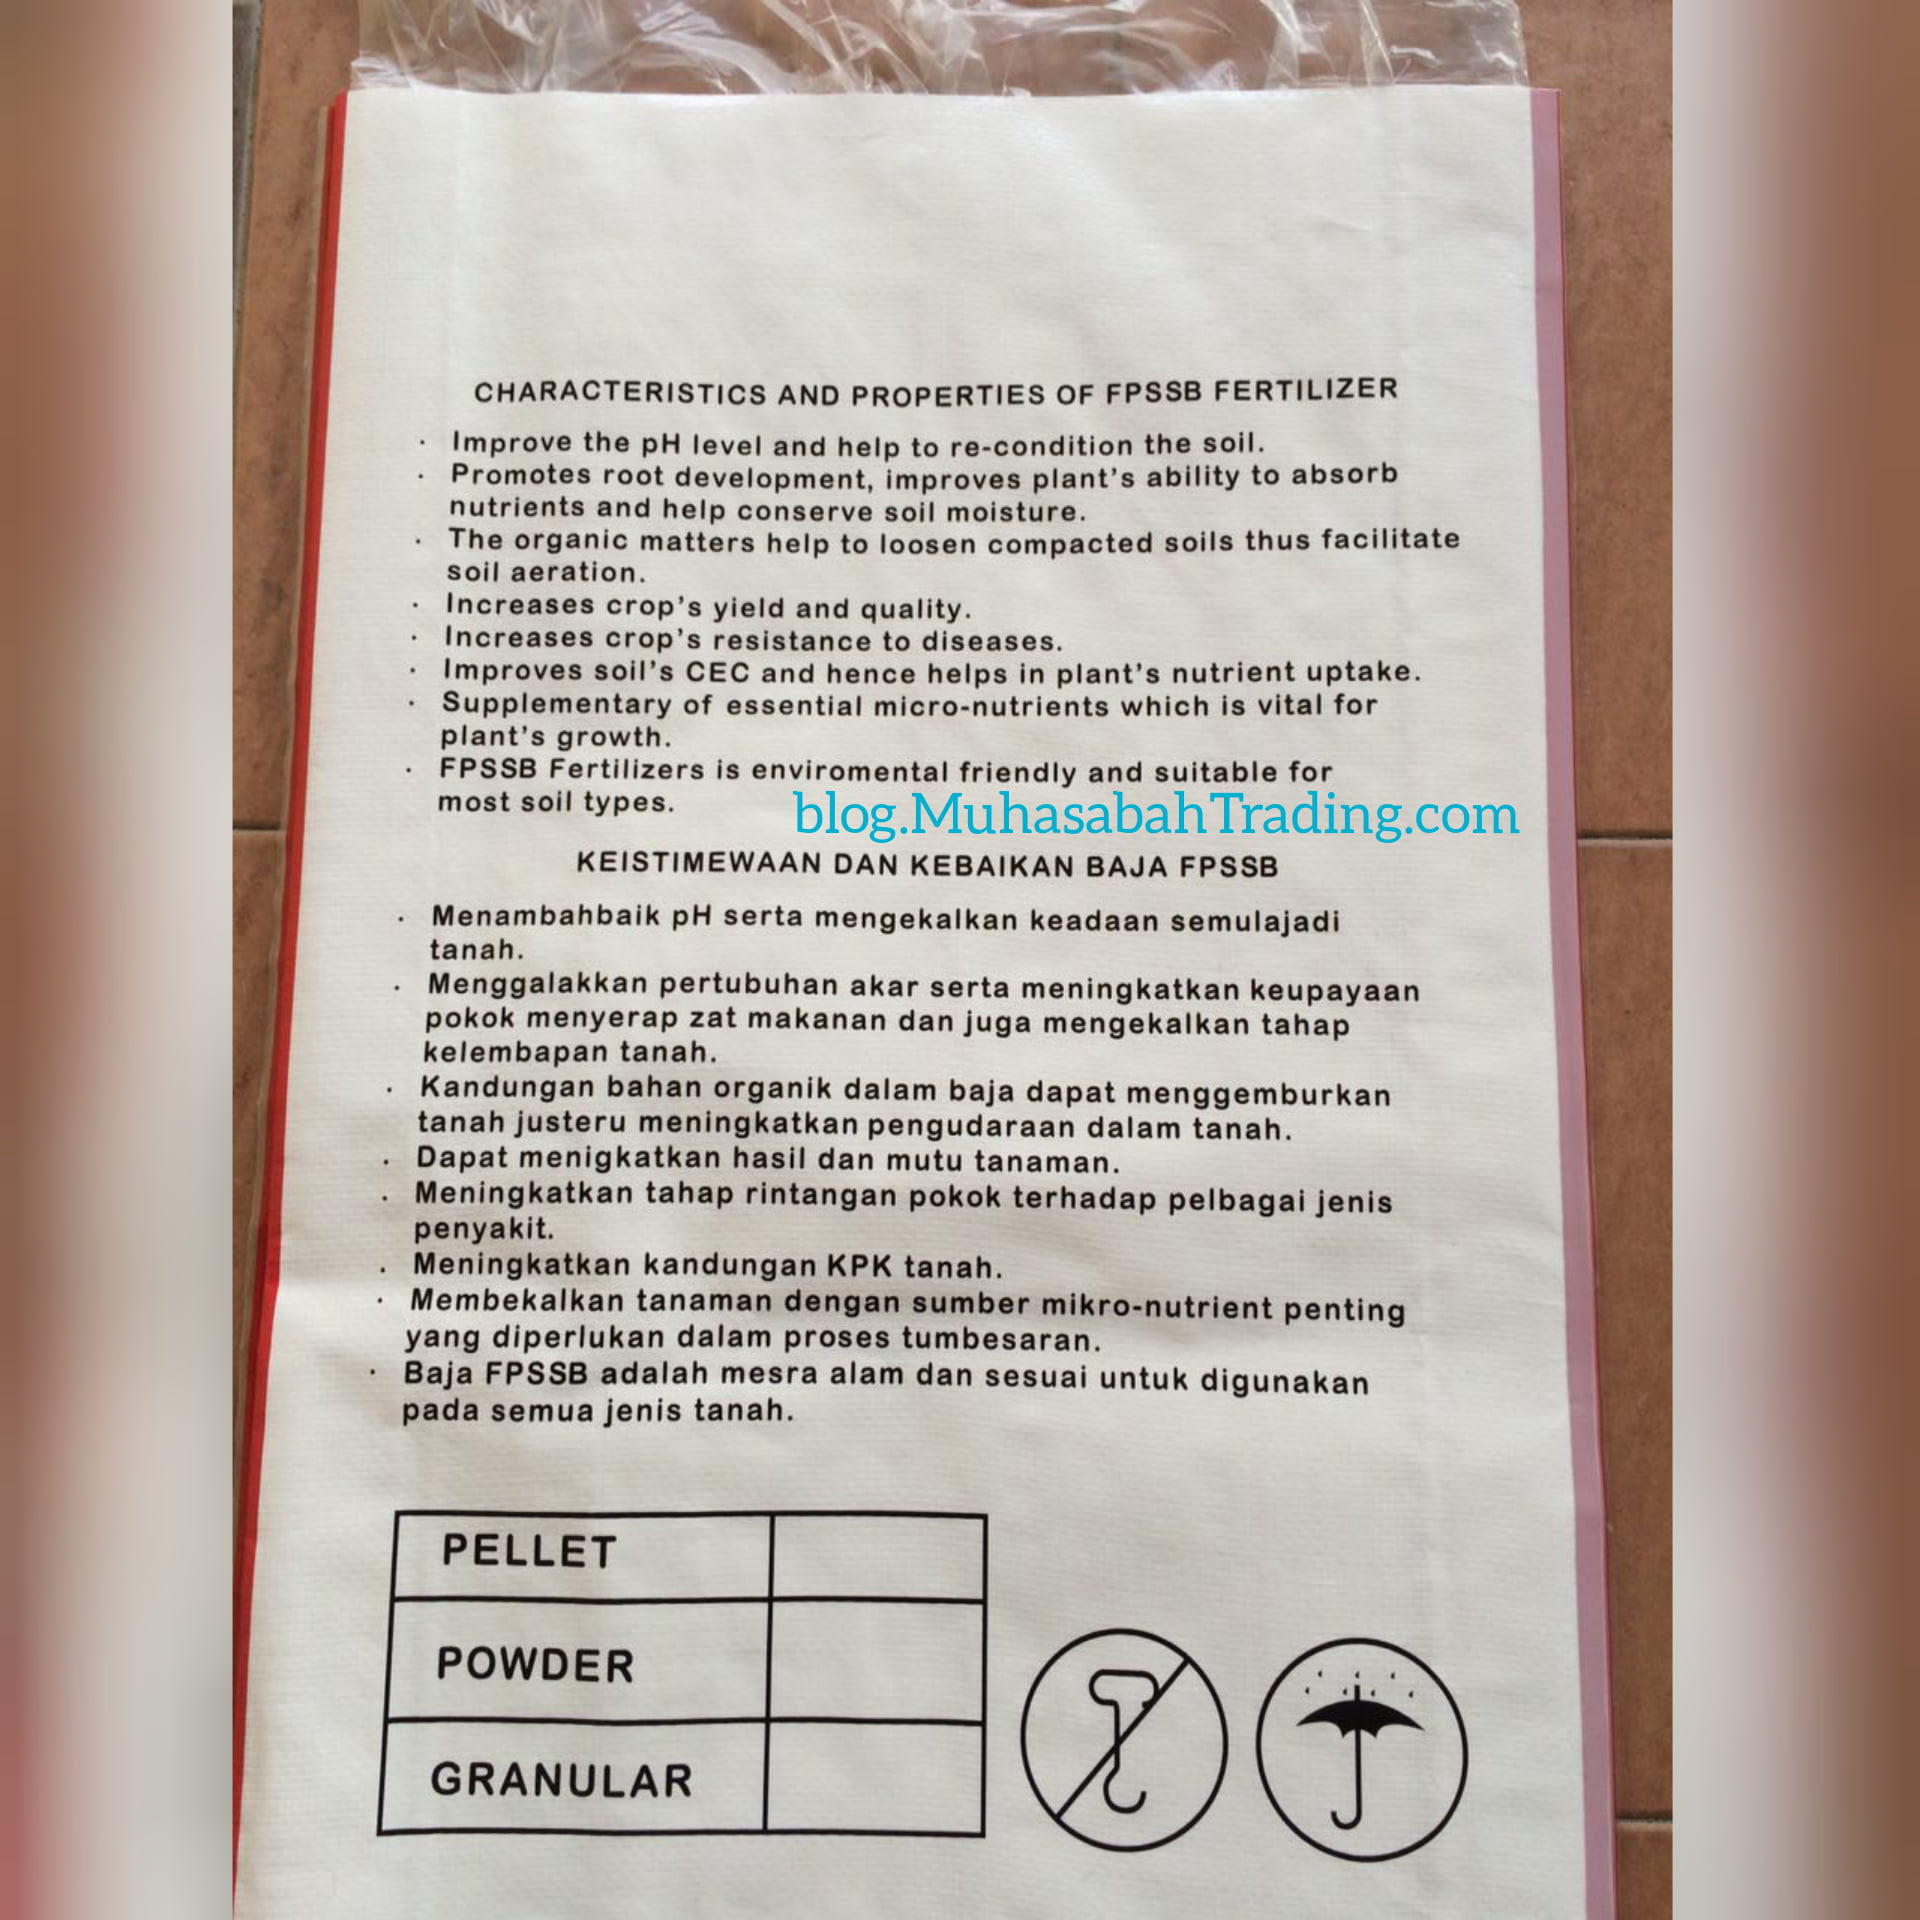 CHARACTERISTICS AND PROPERTIES OF FPSSB FERTILIZER
· Improve the pH level and help to re-condition the soil.
· Promotes root development, improves plant's ability to absorb
nutrients and help conserve soil moisture.
· The organic matters help to loosen compacted soils thus facilitate
soil aeration.
· Increases crop's yield and quality.
· Increases crop's resistance to diseases.
· Improves soil's CEC and hence helps in plant's nutrient uptake.
· Supplementary of essential micro-nutrients which is vital for
plant's growth.
· FPSSB Fertilizers is enviromental friendly and suitable for
most soil types.
blog.MuhasabahTrading.com
KEISTIMEWAAN DAN KEBAIKAN BAJA FPSSB
· Menambahbaik pH serta mengekalkan keadaan semulajadi
tanah.
· Menggalakkan pertubuhan akar serta meningkatkan keupayaan
pokok menyerap zat makanan dan juga mengekalkan tahap
kelembapan tanah.
· Kandungan bahan organik dalam baja dapat menggemburkan
tanah justeru meningkatkan pengudaraan dalam tanah.
· Dapat menigkatkan hasil dan mutu tanaman.
· Meningkatkan tahap rintangan pokok terhadap pelbagai jenis
penyakit.
· Meningkatkan kandungan KPK tanah.
· Membekalkan tanaman dengan sumber mikro-nutrient penting
yang diperlukan dalam proses tumbesaran.
· Baja FPSSB adalah mesra alam dan sesuai untuk digunakan
pada semua jenis tanah.
PELLET
POWDER
GRANULAR